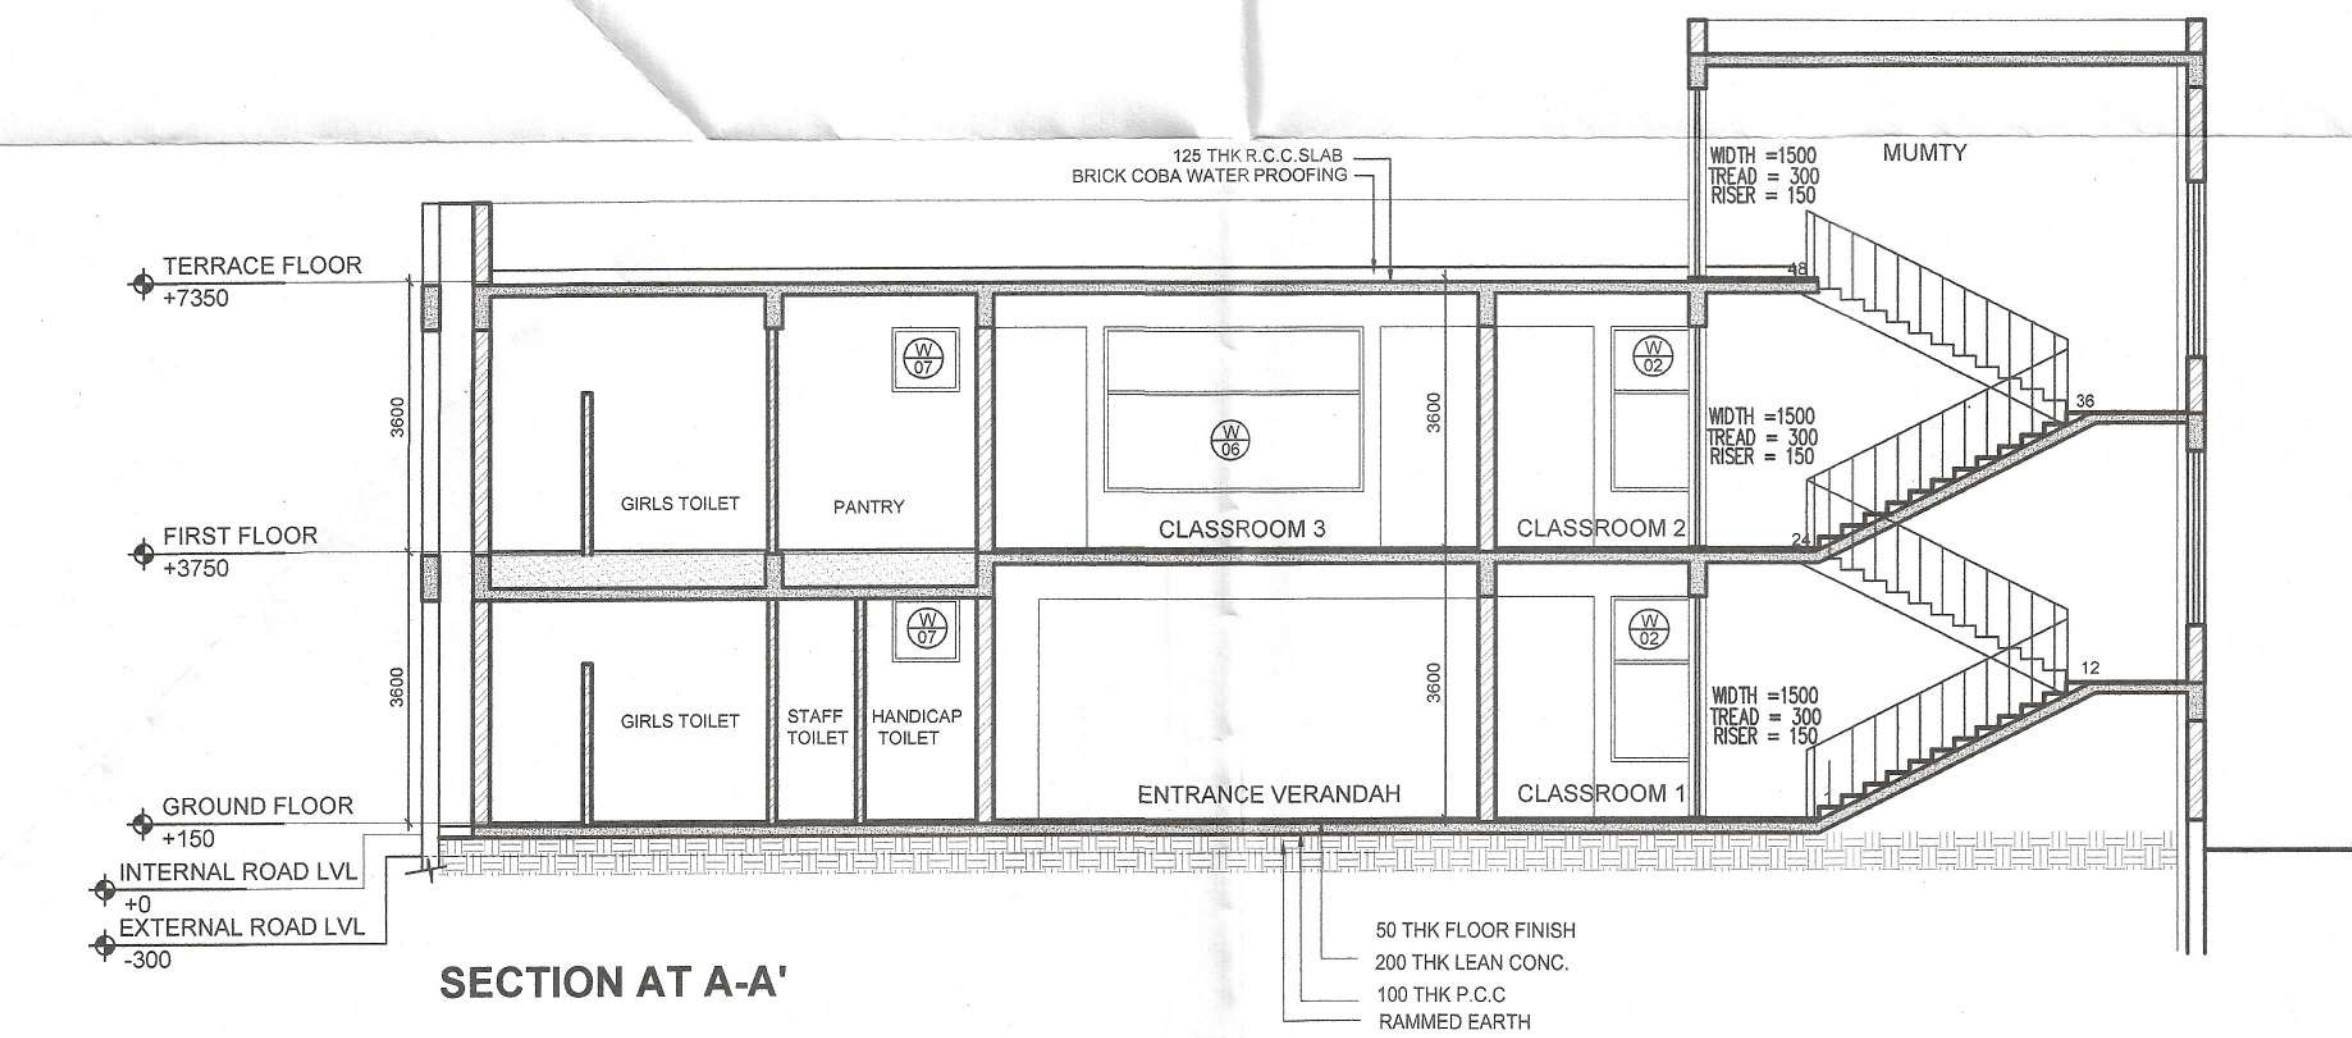 125 THK R.C.C.SLAB
BRICK COBA WATER PROOFING
WIDTH =1500
TREAD = 300
RISER = 150
MUMTY
TERRACE FLOOR
+7350
48
W
07
W
06
W
02
3600
3600
WIDTH =1500
TREAD = 300
RISER = 150
36
GIRLS TOILET
PANTRY
CLASSROOM 3
CLASSROOM 2
FIRST FLOOR
+3750
24
W
07
W
02
3600
3600
12
GIRLS TOILET
STAFF
TOILET
HANDICAP
TOILET
WIDTH =1500
TREAD = 300
RISER = 150
ENTRANCE VERANDAH
CLASSROOM 1
1
GROUND FLOOR
+150
INTERNAL ROAD LVL
+0
EXTERNAL ROAD LVL
-300
SECTION AT A-A'
50 THK FLOOR FINISH
200 THK LEAN CONC.
100 THK P.C.C
RAMMED EARTH